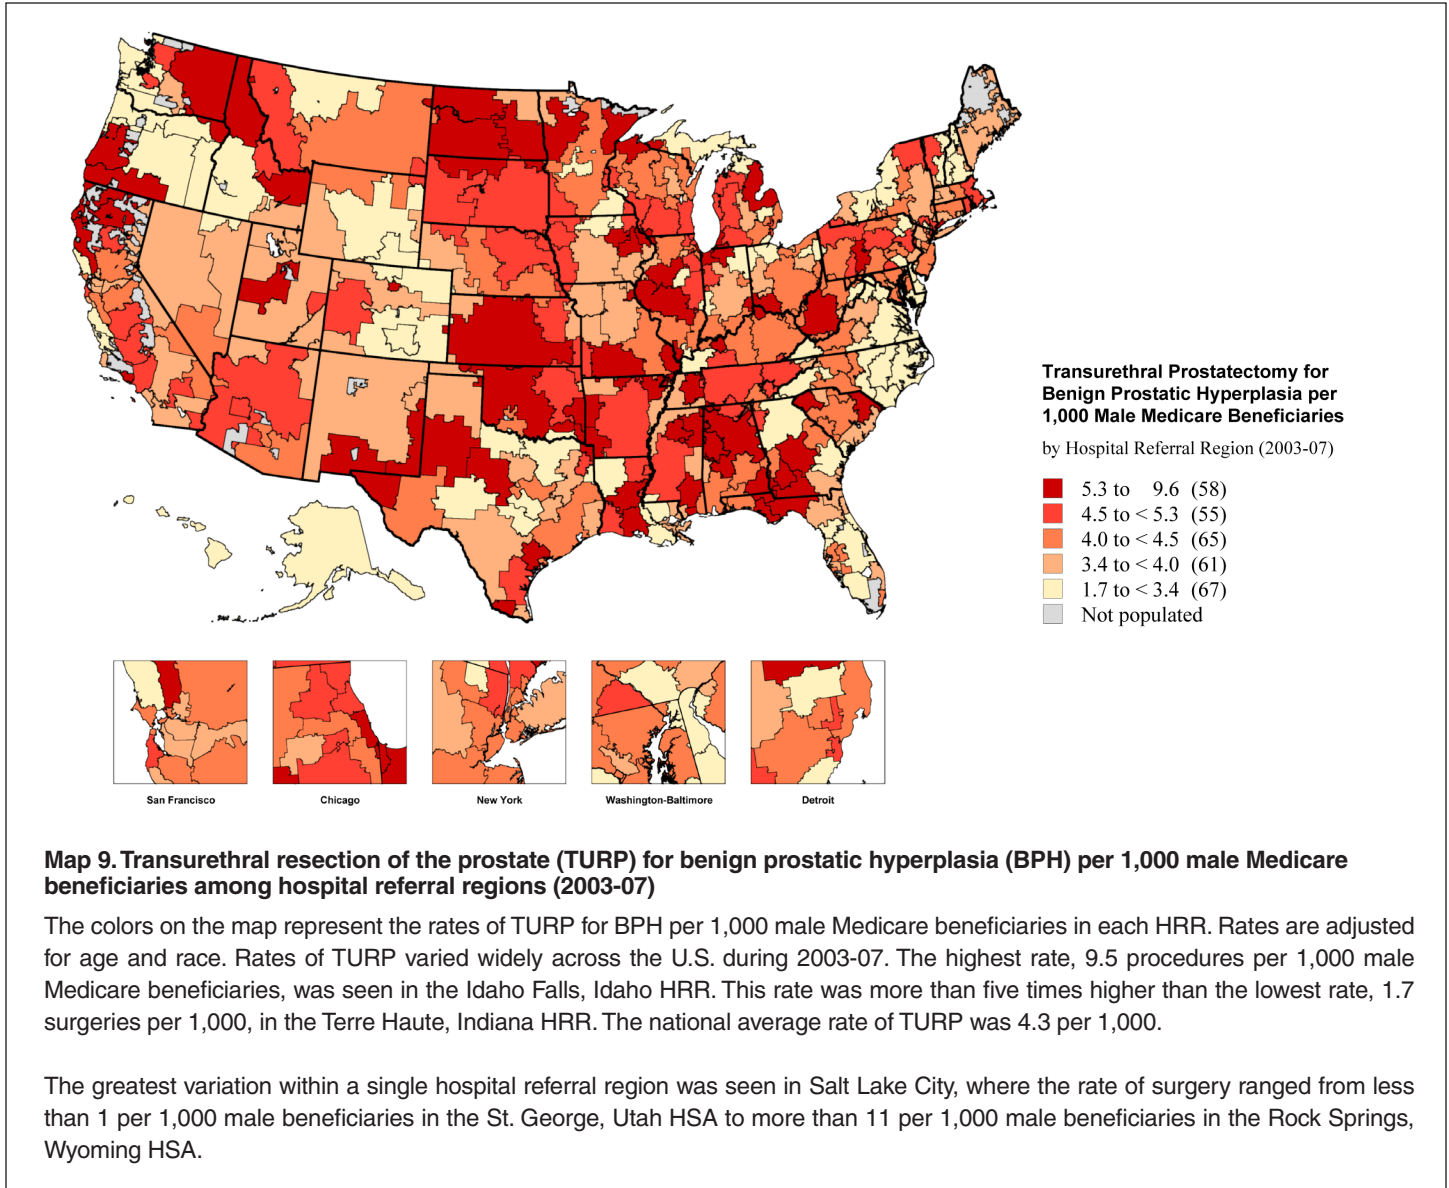 Transurethral Prostatectomy for
Benign Prostatic Hyperplasia per
1,000 Male Medicare Beneficiaries
by Hospital Referral Region (2003-07)
5.3 to 9.6 (58)
4.5 to < 5.3 (55)
4.0 to < 4.5 (65)
3.4 to < 4.0 (61)
1.7 to < 3.4 (67)
Not populated
San Francisco
Chicago
New York
Washington-Baltimore
Detroit
Map 9. Transurethral resection of the prostate (TURP) for benign prostatic hyperplasia (BPH) per 1,000 male Medicare
beneficiaries among hospital referral regions (2003-07)
The colors on the map represent the rates of TURP for BPH per 1,000 male Medicare beneficiaries in each HRR. Rates are adjusted
for age and race. Rates of TURP varied widely across the U.S. during 2003-07. The highest rate, 9.5 procedures per 1,000 male
Medicare beneficiaries, was seen in the Idaho Falls, Idaho HRR. This rate was more than five times higher than the lowest rate, 1.7
surgeries per 1,000, in the Terre Haute, Indiana HRR. The national average rate of TURP was 4.3 per 1,000.
The greatest variation within a single hospital referral region was seen in Salt Lake City, where the rate of surgery ranged from less
than 1 per 1,000 male beneficiaries in the St. George, Utah HSA to more than 11 per 1,000 male beneficiaries in the Rock Springs,
Wyoming HSA.